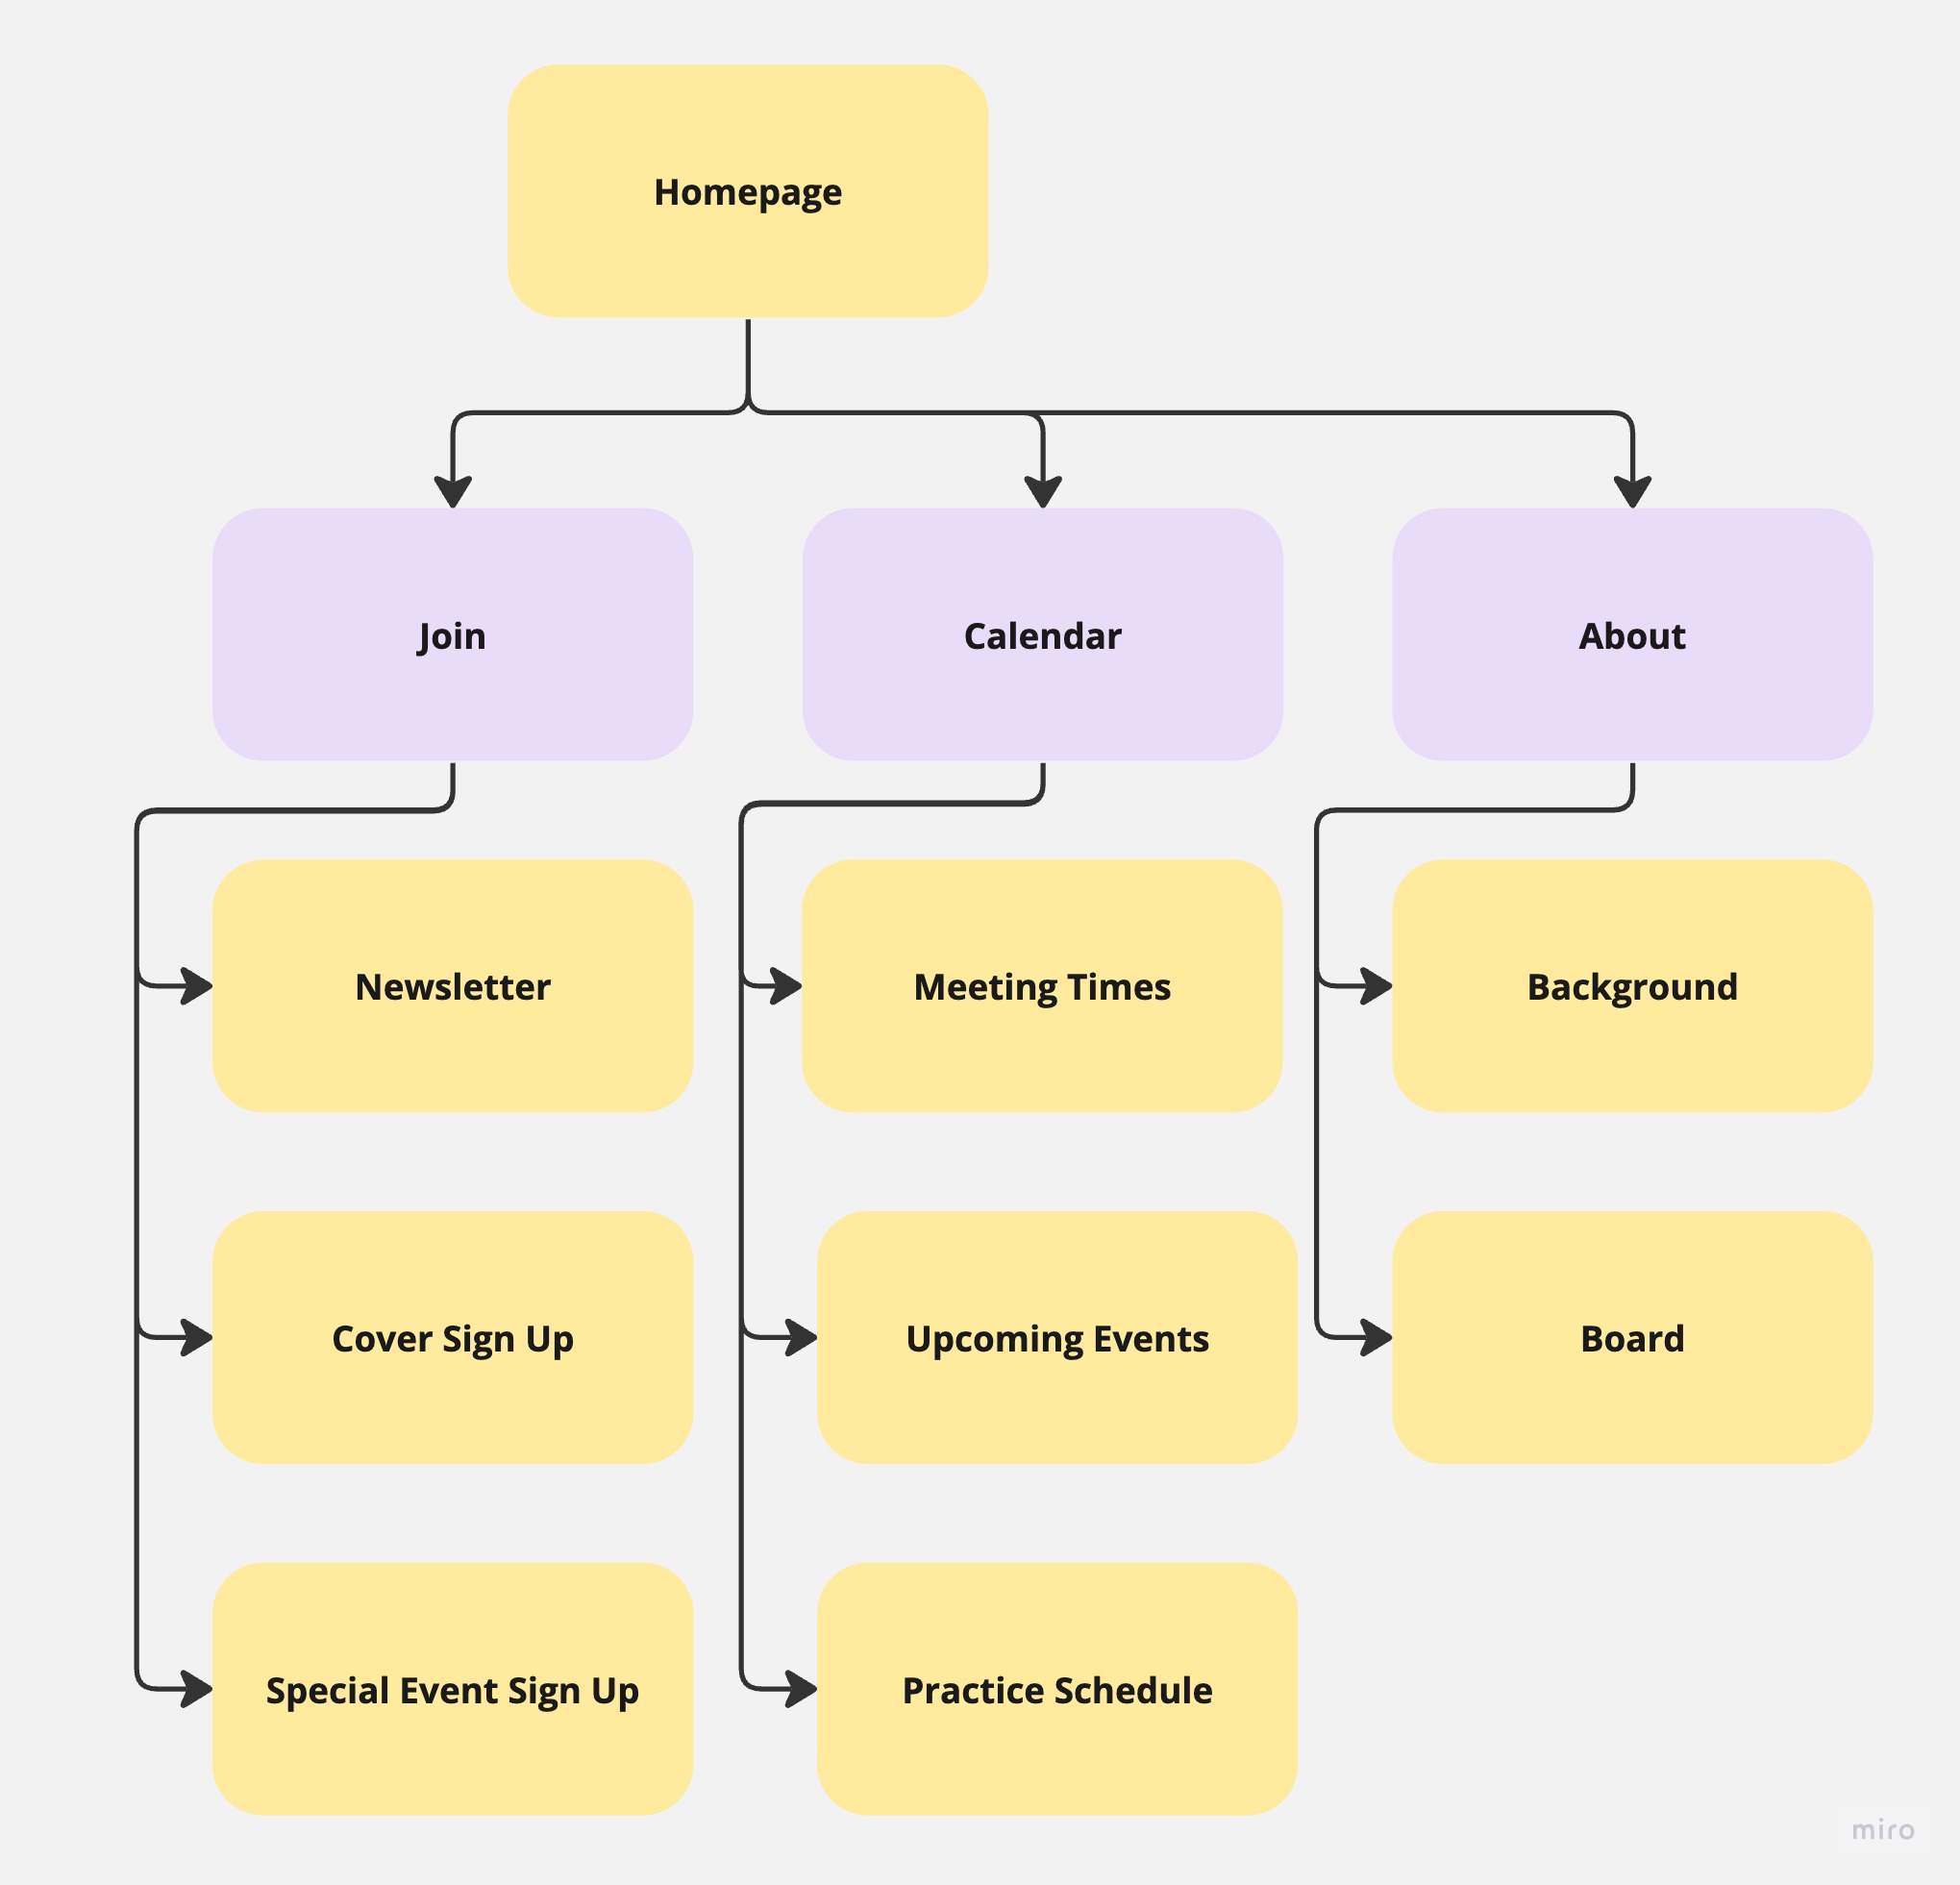 Homepage
Join
Calendar
About
Newsletter
Meeting Times
Background
Cover Sign Up
Upcoming Events
Board
Special Event Sign Up
Practice Schedule
miro